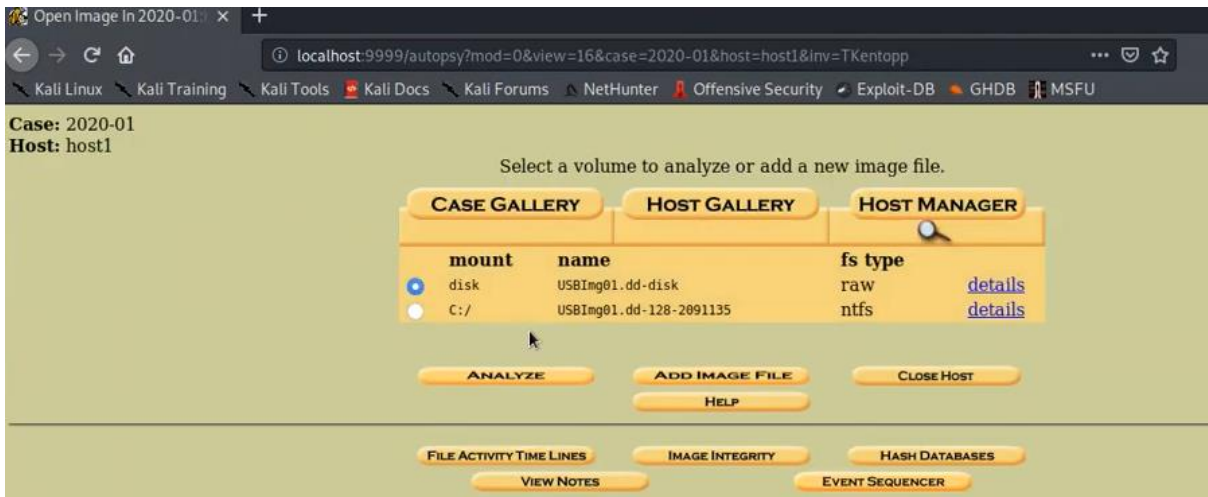 Open Image In 2020-01:
localhost:9999/autopsy?mod=0&view=16&case=2020-01&host=host1&inv=TKentopp
Kali Linux Kali Training Kali Tools Kali Docs Kali Forums NetHunter Offensive Security Exploit-DB GHDB MSFU
Case: 2020-01
Host: host1
Select a volume to analyze or add a new image file.
CASE GALLERY HOST GALLERY HOST MANAGER
mount name fs type
disk USBImg01.dd-disk raw details
C:/ USBImg01.dd-128-2091135 ntfs details
ANALYZE ADD IMAGE FILE CLOSE HOST
HELP
FILE ACTIVITY TIME LINES IMAGE INTEGRITY HASH DATABASES
VIEW NOTES EVENT SEQUENCER